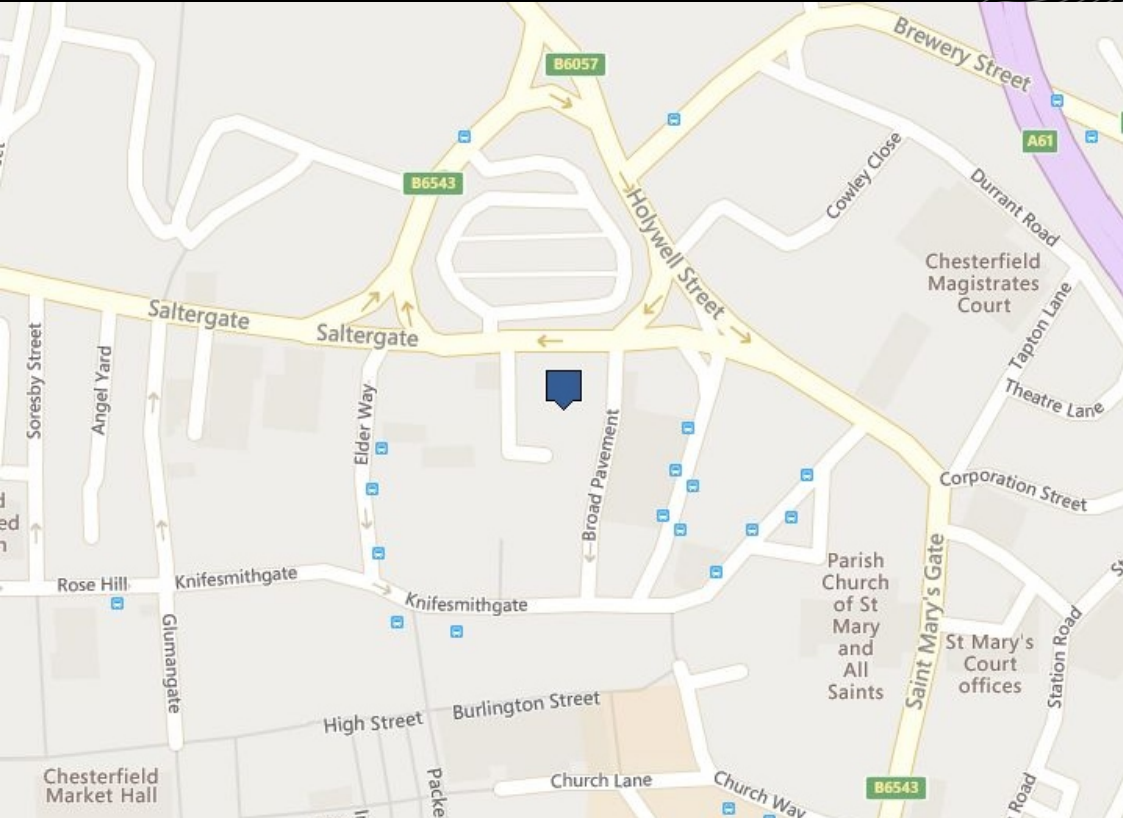 Brewery Street
B6057
A61
Cowley Close
B6543
Durrant Road
Holywell Street
Chesterfield
Magistrates
Court
Tapton Lane
Saltergate
Saltergate
Soresby Street
Angel Yard
Elder Way
Theatre Lane
Broad Pavement
Corporation Street
Parish
Church
of St
Mary
and
All
Saints
Saint Mary's Gate
Rose Hill
Knifesmithgate
Knifesmithgate
Glumangate
St Mary's
Court
offices
Station Road
High Street
Burlington Street
Chesterfield
Market Hall
Church Lane
Church Way
B6543
Road